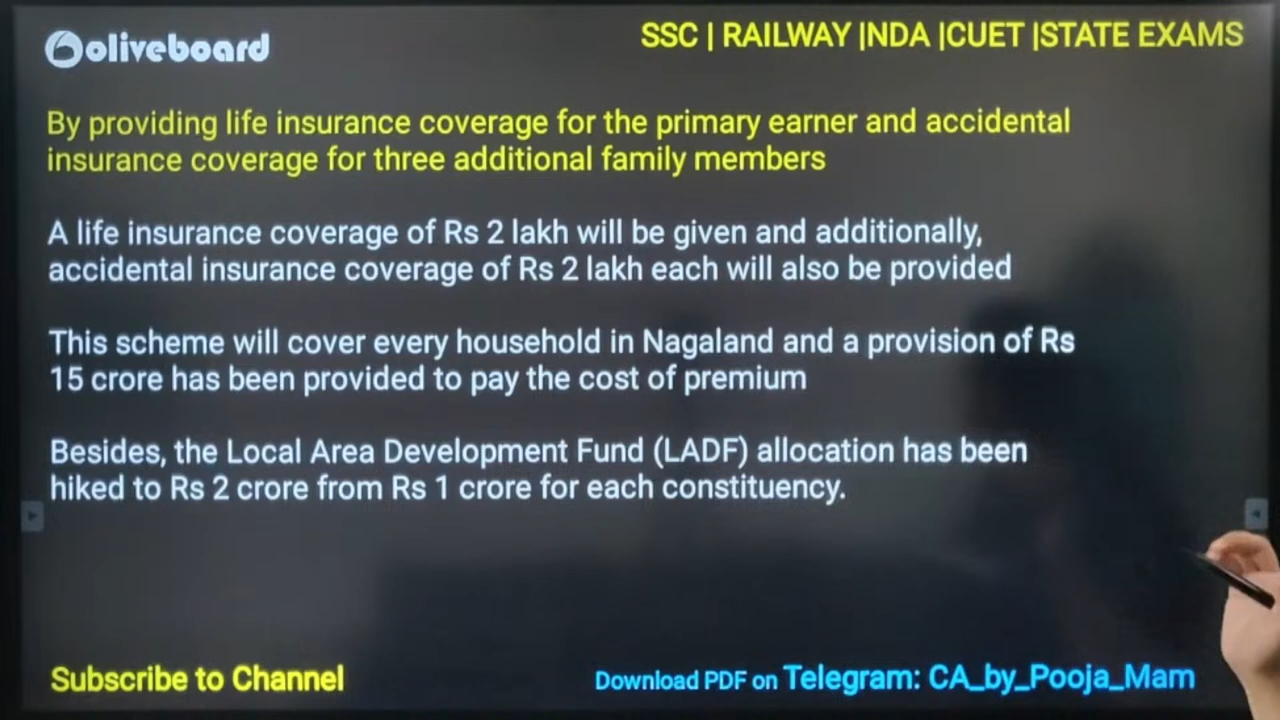 oliveboard
SSC | RAILWAY |NDA |CUET |STATE EXAMS
By providing life insurance coverage for the primary earner and accidental
insurance coverage for three additional family members
A life insurance coverage of Rs 2 lakh will be given and additionally,
accidental insurance coverage of Rs 2 lakh each will also be provided
This scheme will cover every household in Nagaland and a provision of Rs
15 crore has been provided to pay the cost of premium
Besides, the Local Area Development Fund (LADF) allocation has been
hiked to Rs 2 crore from Rs 1 crore for each constituency.
Subscribe to Channel
Download PDF on Telegram: CA_by_Pooja_Mam